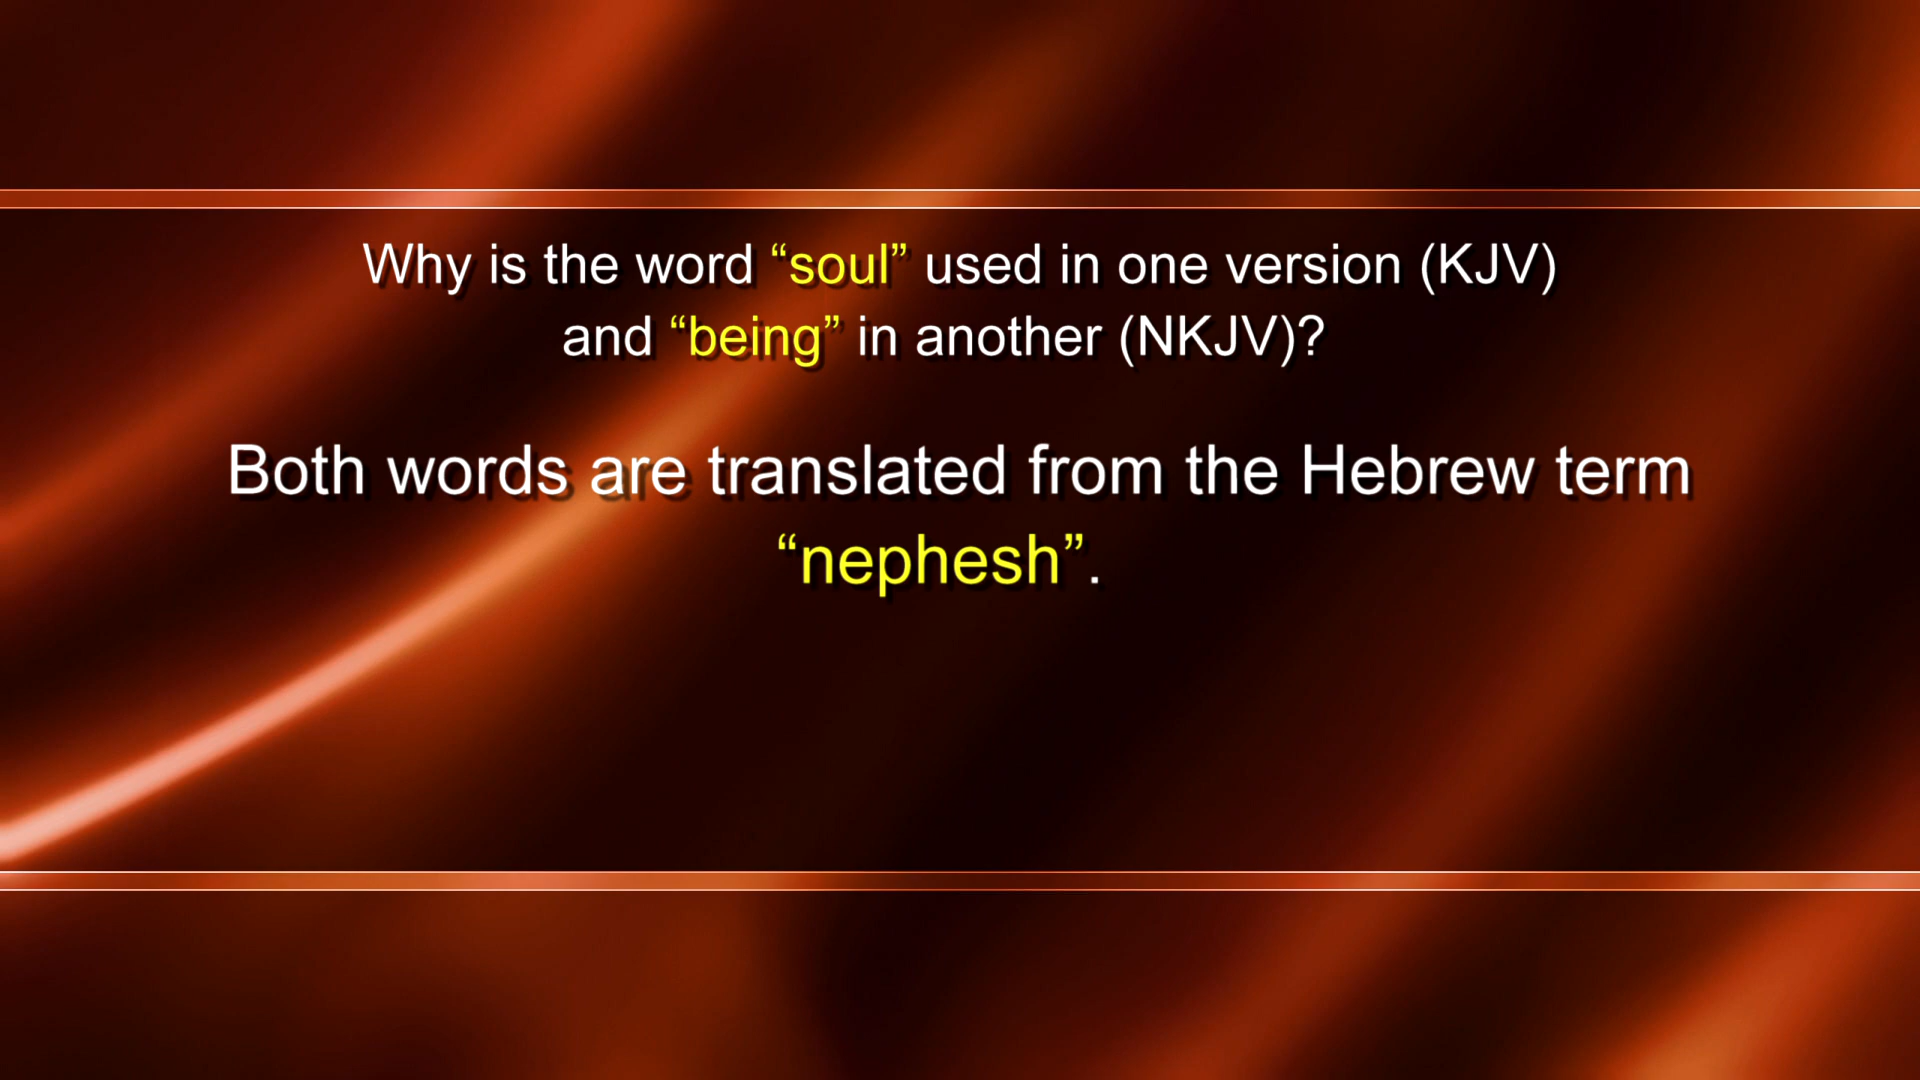 Why is the word “soul” used in one version (KJV)
and “being” in another (NKJV)?
Both words are translated from the Hebrew term
“nephesh”.